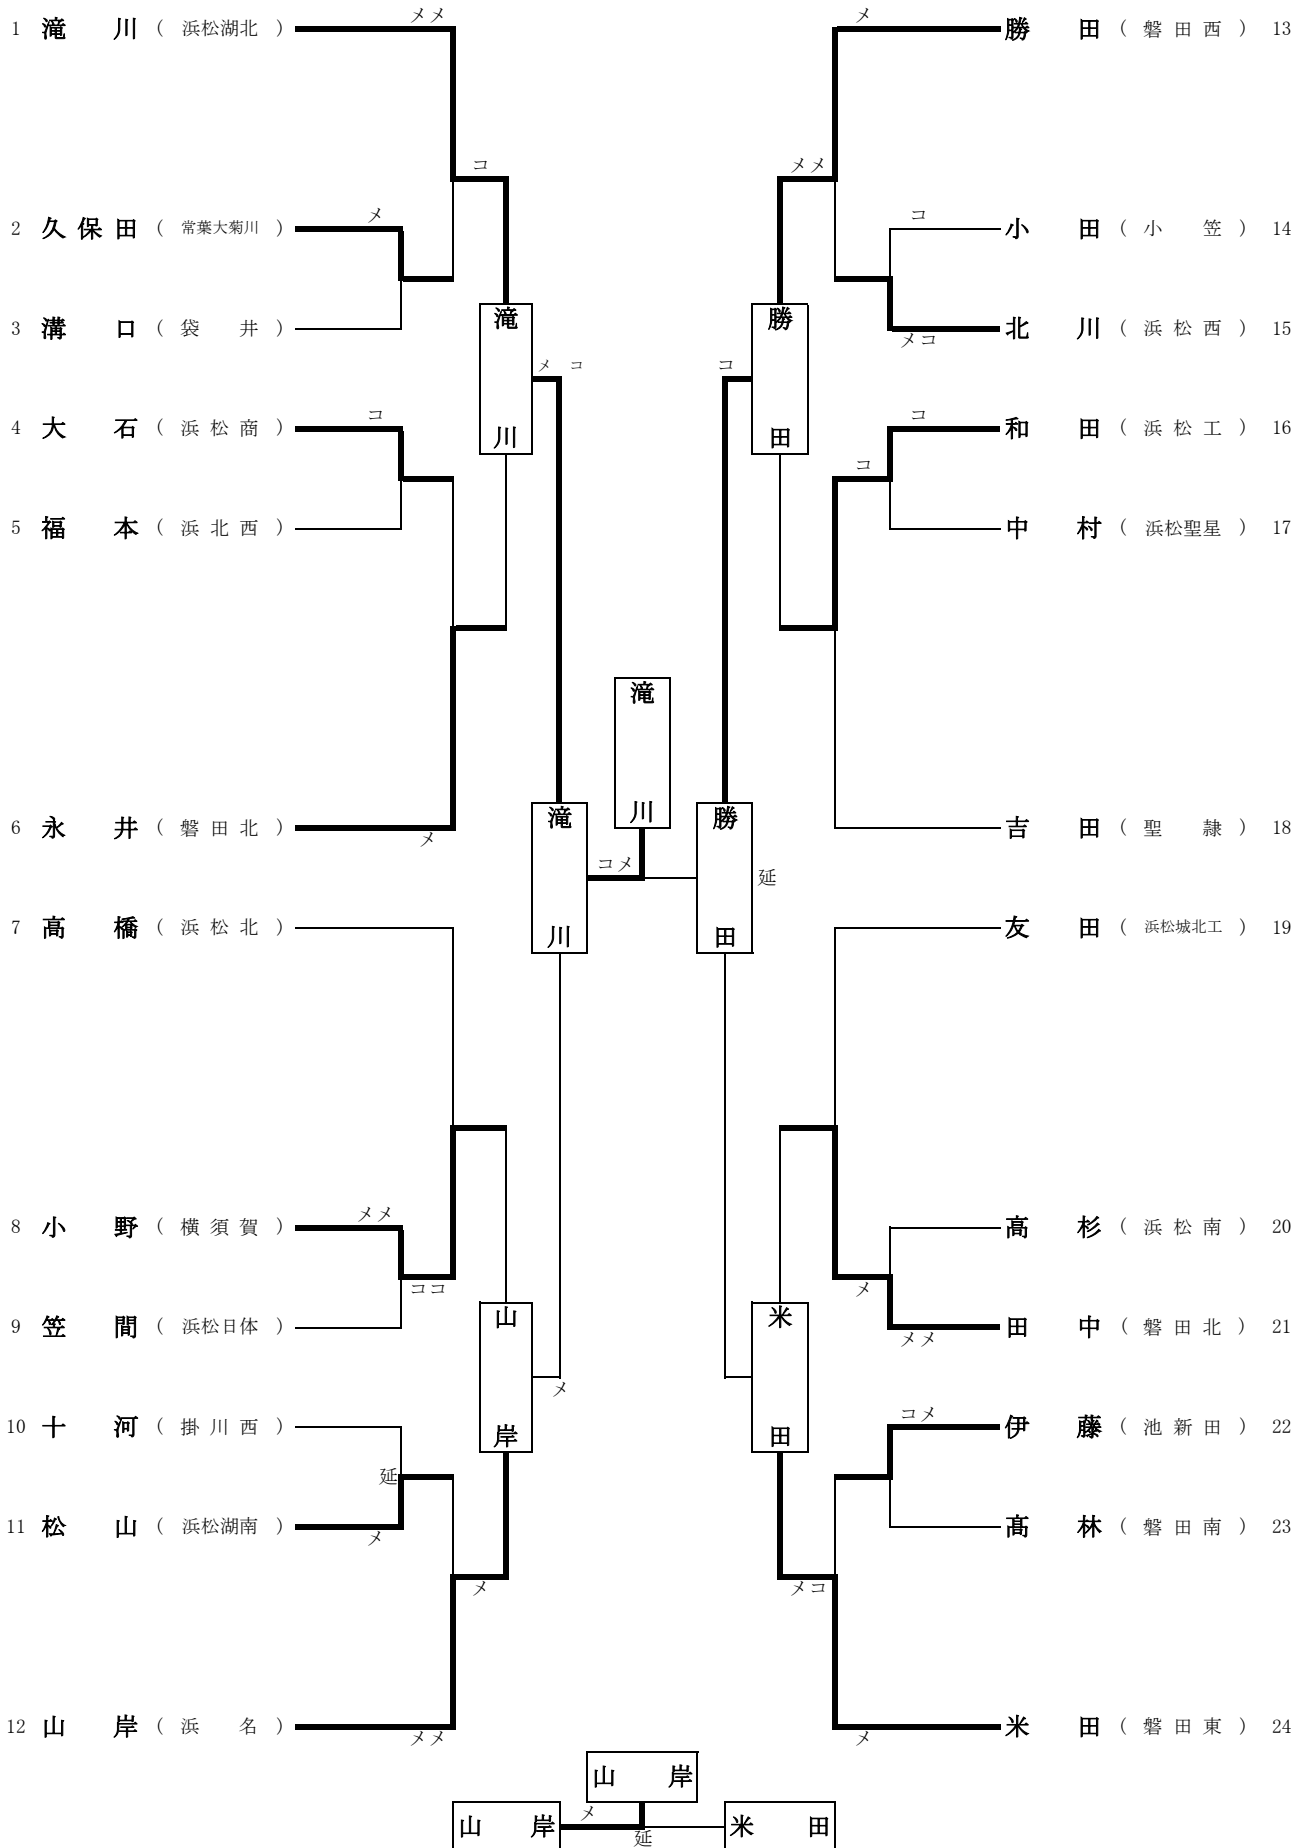 メメ
メ
1 滝 川 ( 浜松湖北 )
勝 田 ( 磐田西 ) 13
コ
メメ
メ
コ
2 久保田 ( 常葉大菊川 )
小 田 ( 小 笠 ) 14
滝川
勝田
3 溝 口 ( 袋 井 )
北 川 ( 浜松西 ) 15
メコ
メ コ
コ
コ
コ
4 大 石 ( 浜松商 )
和 田 ( 浜松工 ) 16
コ
5 福 本 ( 浜北西 )
中 村 ( 浜松聖星 ) 17
滝川
滝川
勝田
6 永 井 ( 磐田北 )
吉 田 ( 聖 隷 ) 18
メ
コメ
延
7 高 橋 ( 浜松北 )
友 田 ( 浜松城北工 ) 19
メメ
8 小 野 ( 横須賀 )
高 杉 ( 浜松南 ) 20
ココ
メ
山岸
米田
9 笠 間 ( 浜松日体 )
田 中 ( 磐田北 ) 21
メメ
メ
コメ
10 十 河 ( 掛川西 )
伊 藤 ( 池新田 ) 22
延
11 松 山 ( 浜松湖南 )
髙 林 ( 磐田南 ) 23
メ
メ
メコ
12 山 岸 ( 浜 名 )
米 田 ( 磐田東 ) 24
メメ
メ
山 岸
山 岸
メ
延
米 田